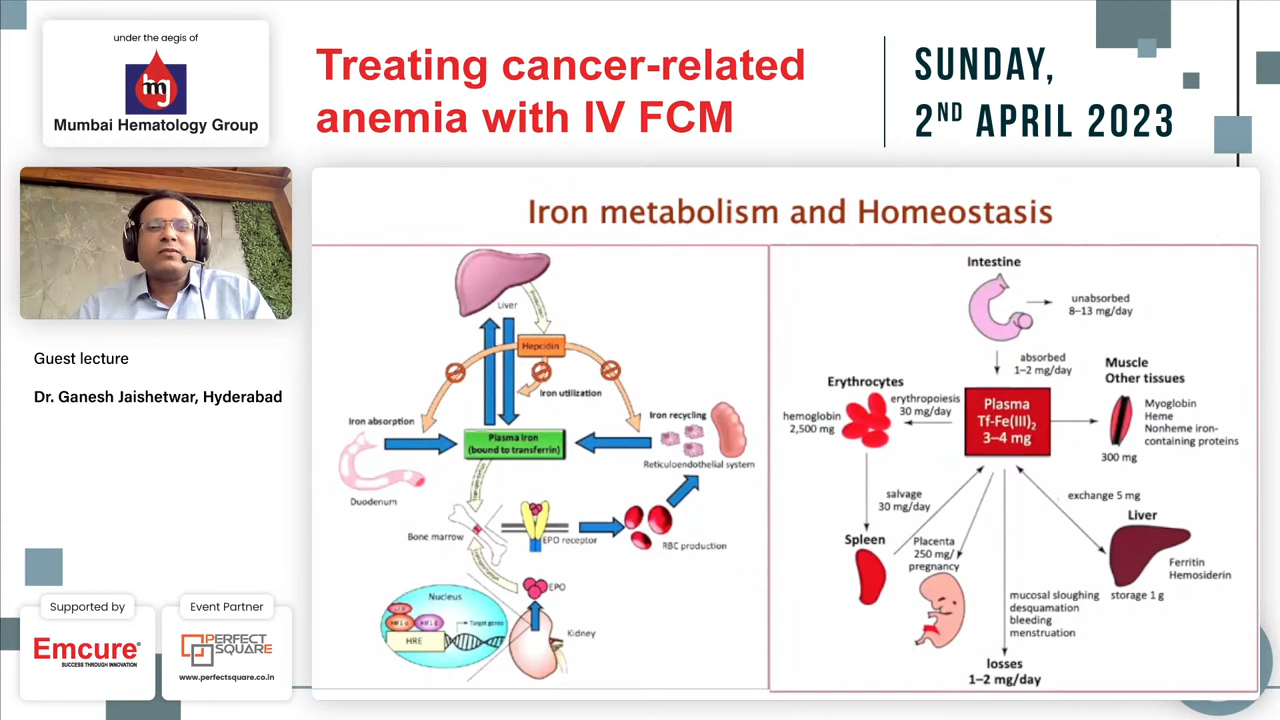 under the aegis of
Mumbai Hematology Group
Treating cancer-related
anemia with IV FCM
SUNDAY,
2ND APRIL 2023
Guest lecture
Dr. Ganesh Jaishetwar, Hyderabad
Supported by
Emcure®
SUCCESS THROUGH INNOVATION
Event Partner
PERFECT
SQUARE
www.perfectsquare.co.in
Iron metabolism and Homeostasis
Liver
Hepcidin
Iron utilization
Iron absorption
Iron recycling
Plasma Iron
(bound to transferrin)
Reticuloendothelial system
Duodenum
Bone marrow
EPO receptor
RBC production
EPO
Nucleus
Target genes
HRE
Kidney
Intestine
unabsorbed
8–13 mg/day
absorbed
1–2 mg/day
Muscle
Other tissues
Erythrocytes
erythropoiesis
30 mg/day
hemoglobin
2,500 mg
Plasma
Tf-Fe(III)2
3–4 mg
Myoglobin
Heme
Nonheme iron-
containing proteins
300 mg
salvage
30 mg/day
exchange 5 mg
Liver
Spleen
Placenta
250 mg/
pregnancy
Ferritin
Hemosiderin
storage 1 g
mucosal sloughing
desquamation
bleeding
menstruation
losses
1–2 mg/day